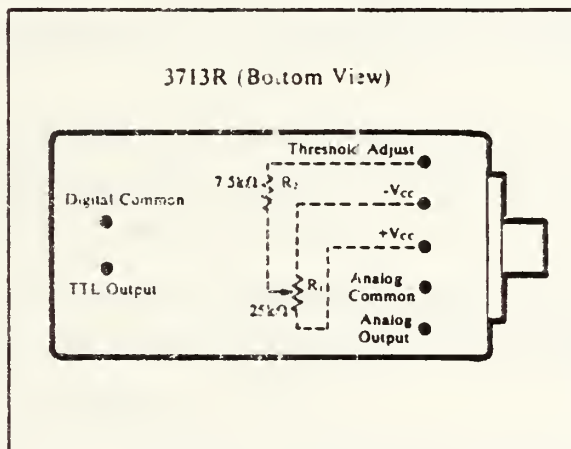 3713R (Bottom View)
Threshold Adjust
7.5kΩ R₂
-Vcc
Digital Common
+Vcc
TTL Output
R₁
Analog
Common
25kΩ
Analog
Output